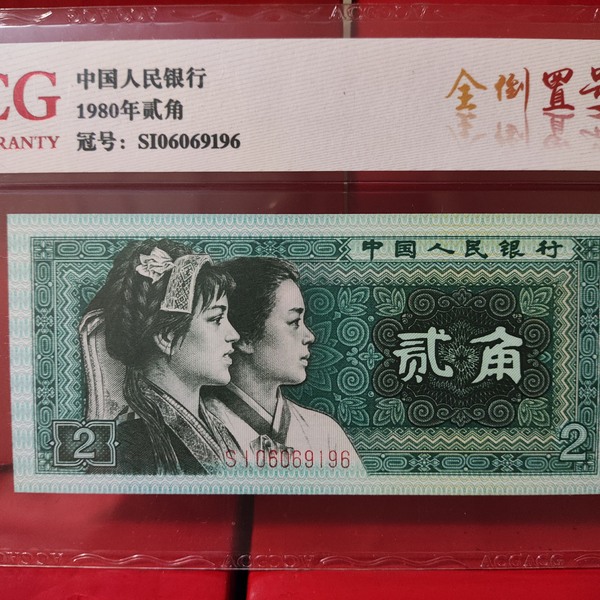 CG
RANTY
中国人民银行
1980年贰角
冠号：SI06069196
全倒置号
中国人民银行
贰角
2
SI06069196
2
ACCGACG